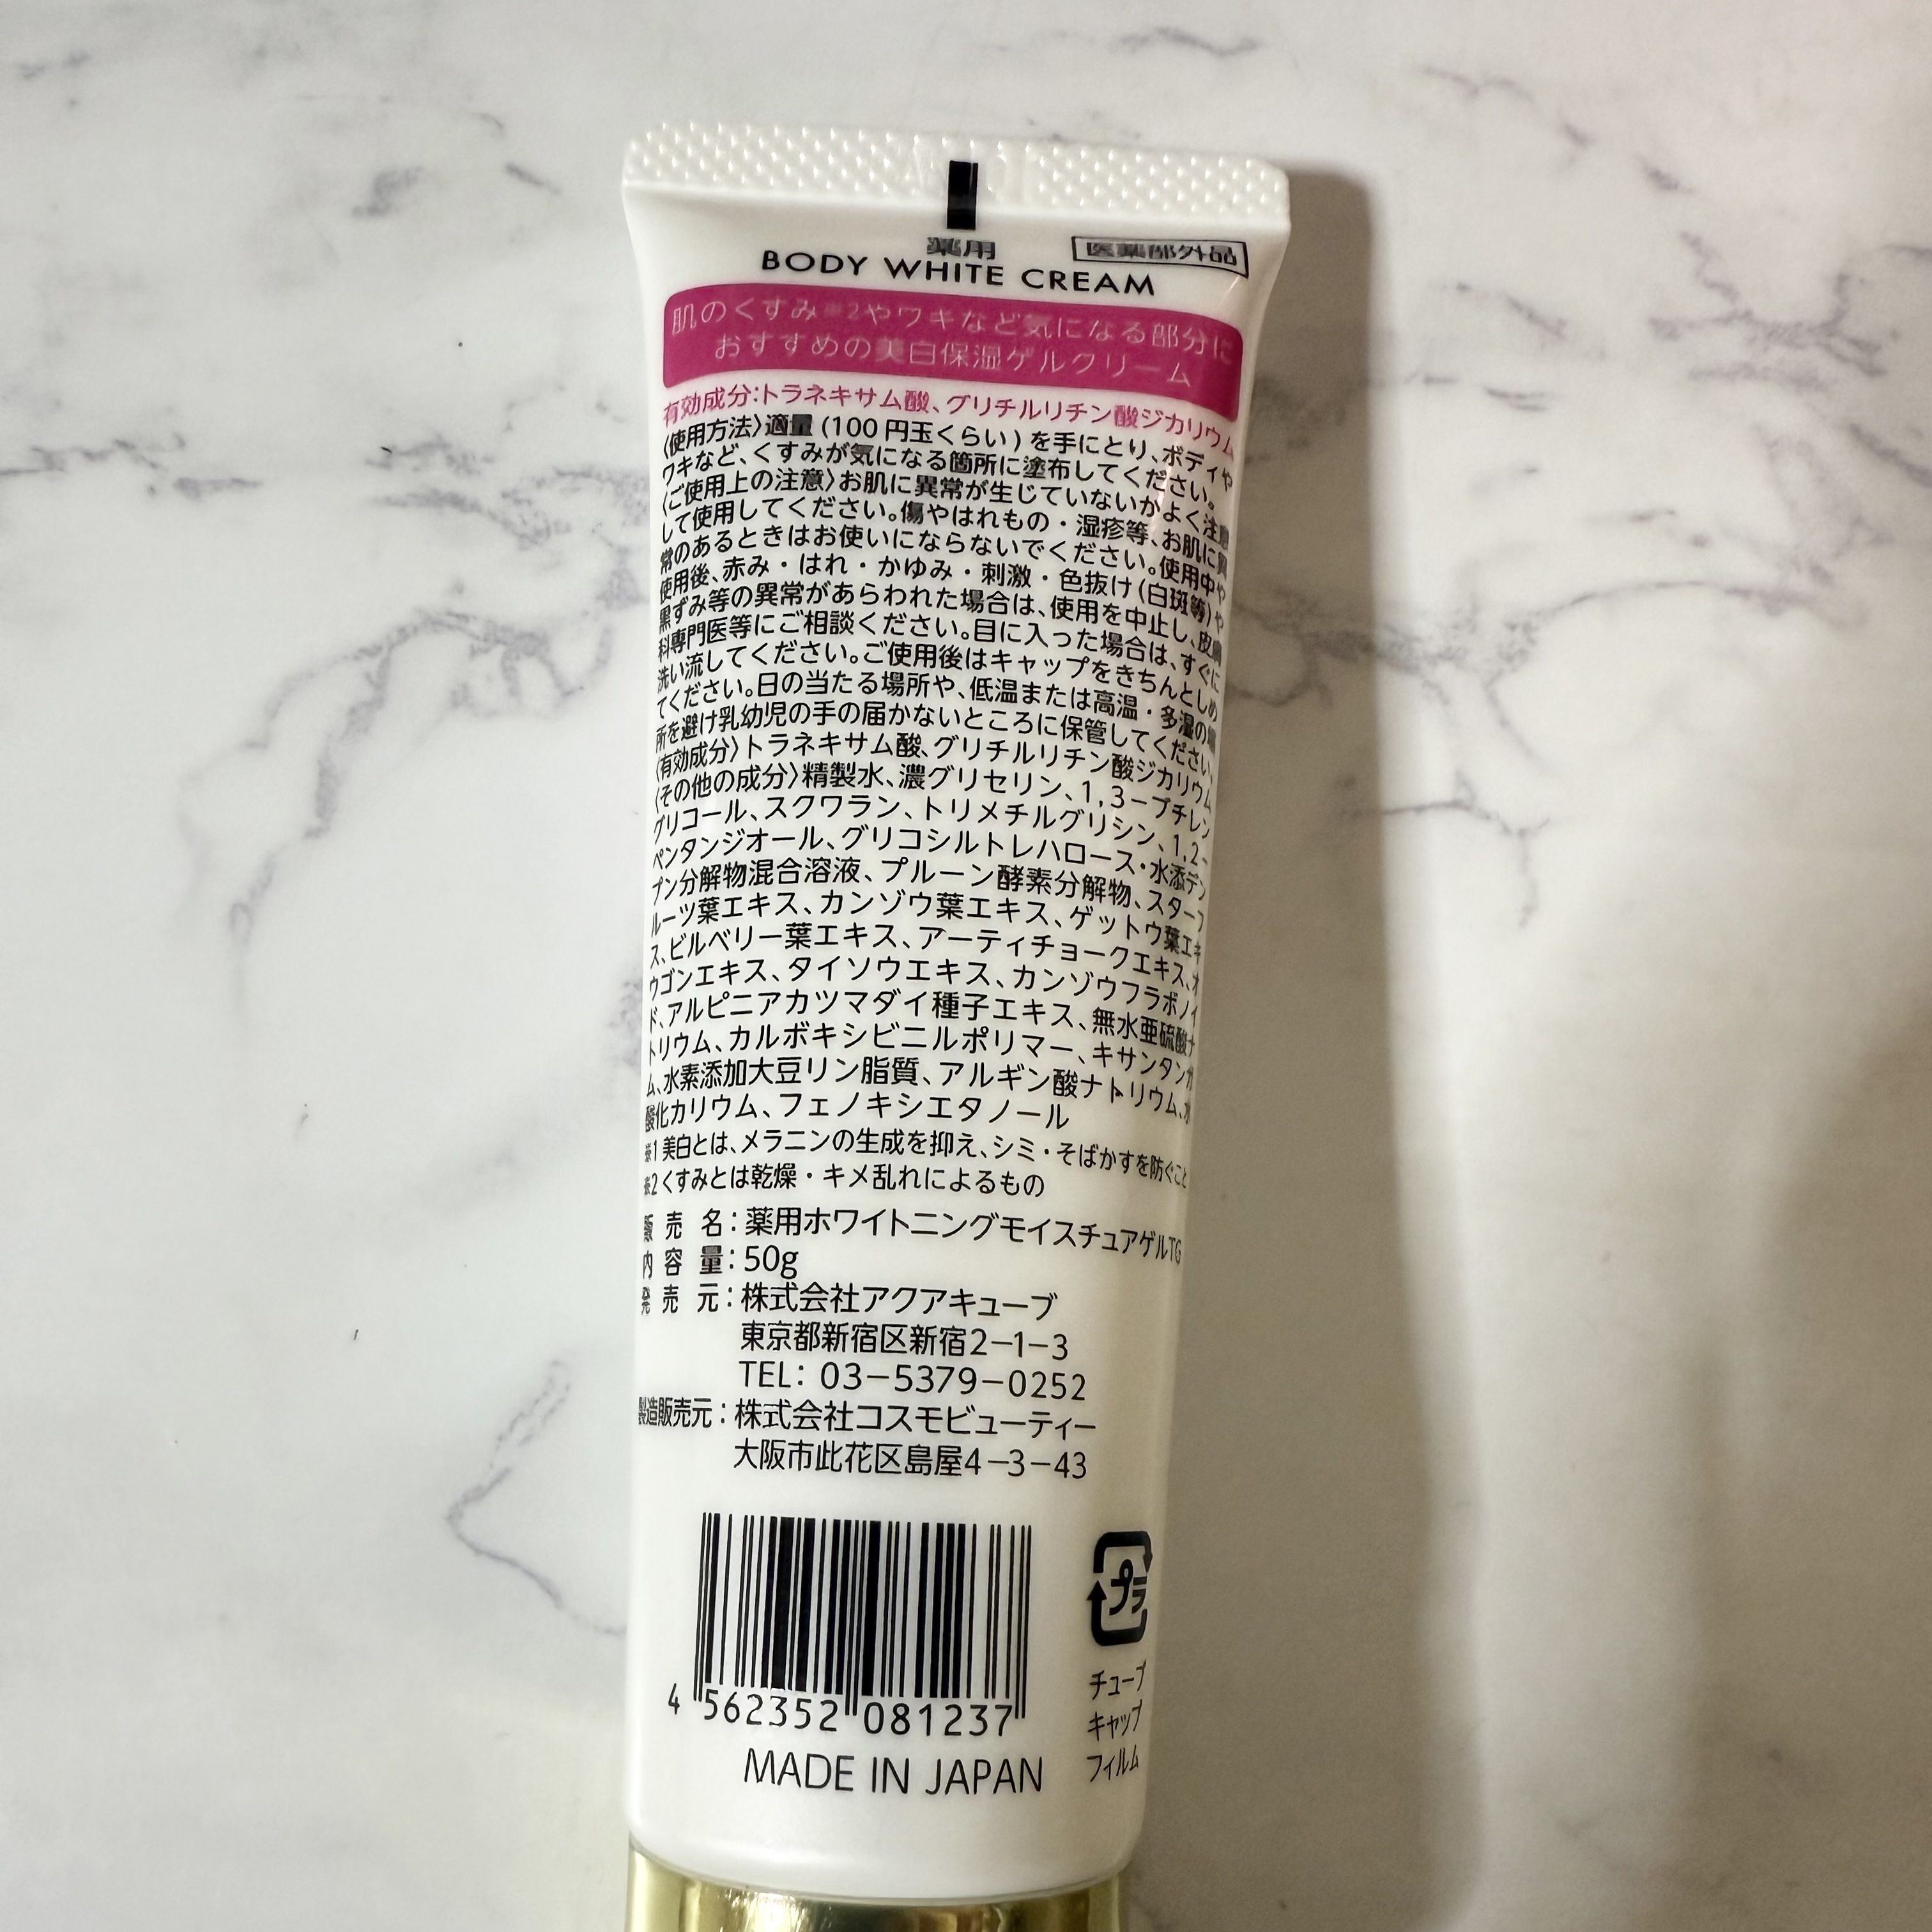 薬用
医薬部外品
BODY WHITE CREAM
肌のくすみ※2やワキなど気になる部分に
おすすめの美白保湿ゲルクリーム
有効成分:トラネキサム酸、グリチルリチン酸ジカリウム
〈使用方法〉適量(100円玉くらい)を手にとり、ボディや
ワキなど、くすみが気になる箇所に塗布してください。
〈ご使用上の注意〉お肌に異常が生じていないかよく注意
して使用してください。傷やはれもの・湿疹等、お肌に異
常のあるときはお使いにならないでください。使用中や
使用後、赤み・はれ・かゆみ・刺激・色抜け(白斑等)や
黒ずみ等の異常があらわれた場合は、使用を中止し、皮膚
科専門医等にご相談ください。目に入った場合は、すぐに
洗い流してください。ご使用後はキャップをきちんとしめ
てください。日の当たる場所や、低温または高温・多湿の場
所を避け乳幼児の手の届かないところに保管してください。
〈有効成分〉トラネキサム酸、グリチルリチン酸ジカリウム
〈その他の成分〉精製水、濃グリセリン、1,3－ブチレン
グリコール、スクワラン、トリメチルグリシン、1,2－
ペンタンジオール、グリコシルトレハロース・水添デン
プン分解物混合溶液、プルーン酵素分解物、スターフ
ルーツ葉エキス、カンゾウ葉エキス、ゲットウ葉エキ
ス、ビルベリー葉エキス、アーティチョークエキス、オ
ウゴンエキス、タイソウエキス、カンゾウフラボノイ
ド、アルピニアカツマダイ種子エキス、無水亜硫酸ナ
トリウム、カルボキシビニルポリマー、キサンタンガ
ム、水素添加大豆リン脂質、アルギン酸ナトリウム、水
酸化カリウム、フェノキシエタノール
※1 美白とは、メラニンの生成を抑え、シミ・そばかすを防ぐこと
※2 くすみとは乾燥・キメ乱れによるもの
販売名:薬用ホワイトニングモイスチュアゲルTG
内容量:50g
発売元:株式会社アクアキューブ
東京都新宿区新宿2－1－3
TEL: 03－5379－0252
製造販売元:株式会社コスモビューティー
大阪市此花区島屋4－3－43
プラ
4 562352 081237
チューブ
キャップ
フィルム
MADE IN JAPAN